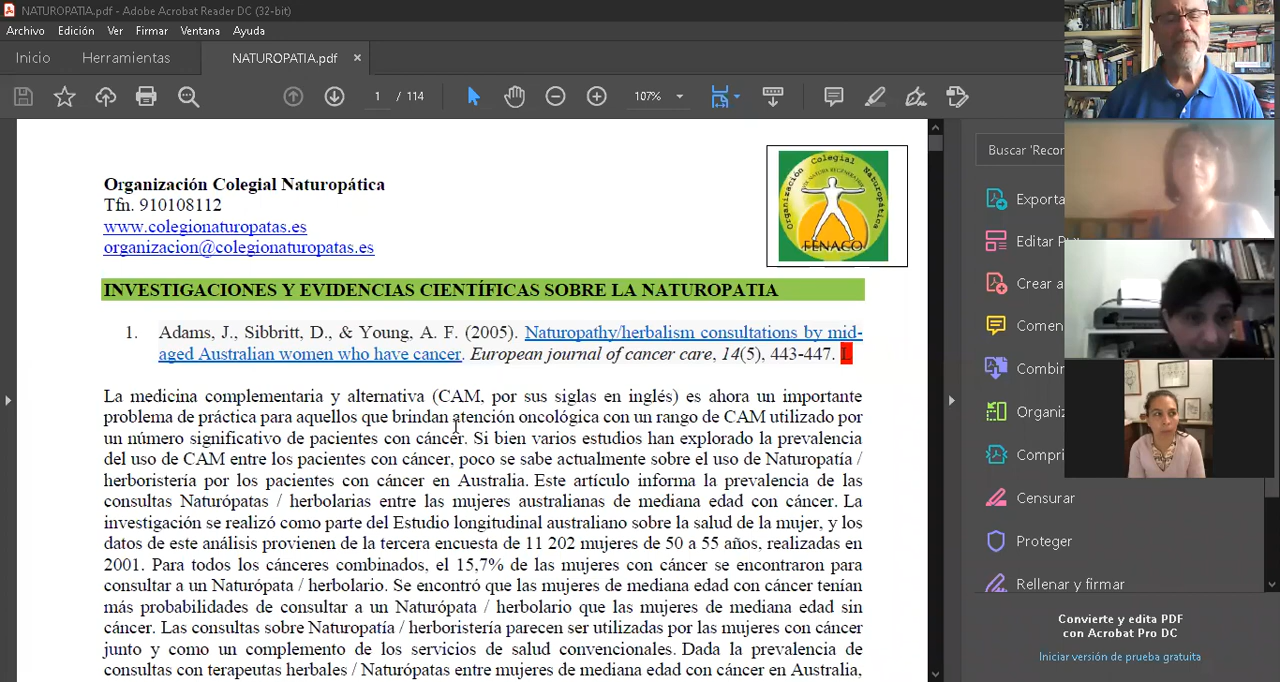 NATUROPATIA.pdf - Adobe Acrobat Reader DC (32-bit)
Archivo Edición Ver Firmar Ventana Ayuda
Inicio Herramientas NATUROPATIA.pdf ×
1 / 114 107%
Organización Colegial Naturopática
Tfn. 910108112
www.colegionaturopatas.es
organizacion@colegionaturopatas.es
Organización Colegial Naturopática
FENACO
INVESTIGACIONES Y EVIDENCIAS CIENTÍFICAS SOBRE LA NATUROPATIA
1. Adams, J., Sibbritt, D., & Young, A. F. (2005). Naturopathy/herbalism consultations by mid-
aged Australian women who have cancer. European journal of cancer care, 14(5), 443-447. L
La medicina complementaria y alternativa (CAM, por sus siglas en inglés) es ahora un importante
problema de práctica para aquellos que brindan atención oncológica con un rango de CAM utilizado por
un número significativo de pacientes con cáncer. Si bien varios estudios han explorado la prevalencia
del uso de CAM entre los pacientes con cáncer, poco se sabe actualmente sobre el uso de Naturopatía /
herboristería por los pacientes con cáncer en Australia. Este artículo informa la prevalencia de las
consultas Naturópatas / herbolarias entre las mujeres australianas de mediana edad con cáncer. La
investigación se realizó como parte del Estudio longitudinal australiano sobre la salud de la mujer, y los
datos de este análisis provienen de la tercera encuesta de 11 202 mujeres de 50 a 55 años, realizadas en
2001. Para todos los cánceres combinados, el 15,7% de las mujeres con cáncer se encontraron para
consultar a un Naturópata / herbolario. Se encontró que las mujeres de mediana edad con cáncer tenían
más probabilidades de consultar a un Naturópata / herbolario que las mujeres de mediana edad sin
cáncer. Las consultas sobre Naturopatía / herboristería parecen ser utilizadas por las mujeres con cáncer
junto y como un complemento de los servicios de salud convencionales. Dada la prevalencia de
consultas con terapeutas herbales / Naturópatas entre mujeres de mediana edad con cáncer en Australia,
Buscar 'Recor
Exporta
Editar P
Crear a
Comen
Combin
Organiz
Compri
Censurar
Proteger
Rellenar y firmar
Convierte y edita PDF
con Acrobat Pro DC
Iniciar versión de prueba gratuita